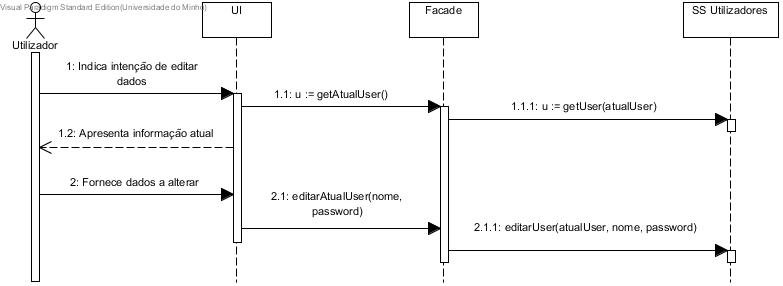 Visual Paradigm Standard Edition(Universidade do Minho)
UI
Facade
SS Utilizadores
Utilizador
1: Indica intenção de editar
dados
1.1: u := getAtualUser()
1.1.1: u := getUser(atualUser)
1.2: Apresenta informação atual
2: Fornece dados a alterar
2.1: editarAtualUser(nome,
password)
2.1.1: editarUser(atualUser, nome, password)